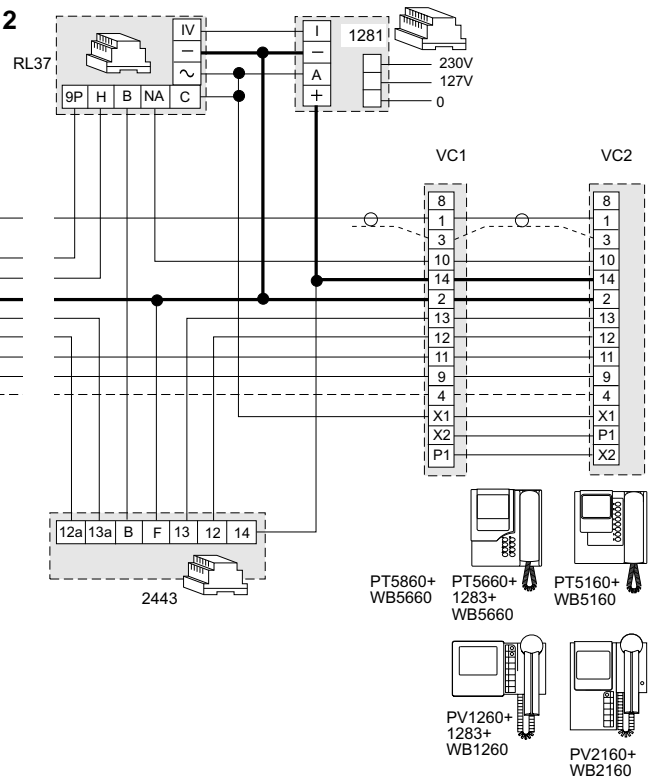 2
RL37
IV
–
~
9P H B NA C
I
–
A
+
1281
230V
127V
0
VC1
8
1
3
10
14
2
13
12
11
9
4
X1
X2
P1
VC2
8
1
3
10
14
2
13
12
11
9
4
X1
P1
X2
12a 13a B F 13 12 14
2443
PT5860+
WB5660
PT5660+
1283+
WB5660
PT5160+
WB5160
PV1260+
1283+
WB1260
PV2160+
WB2160